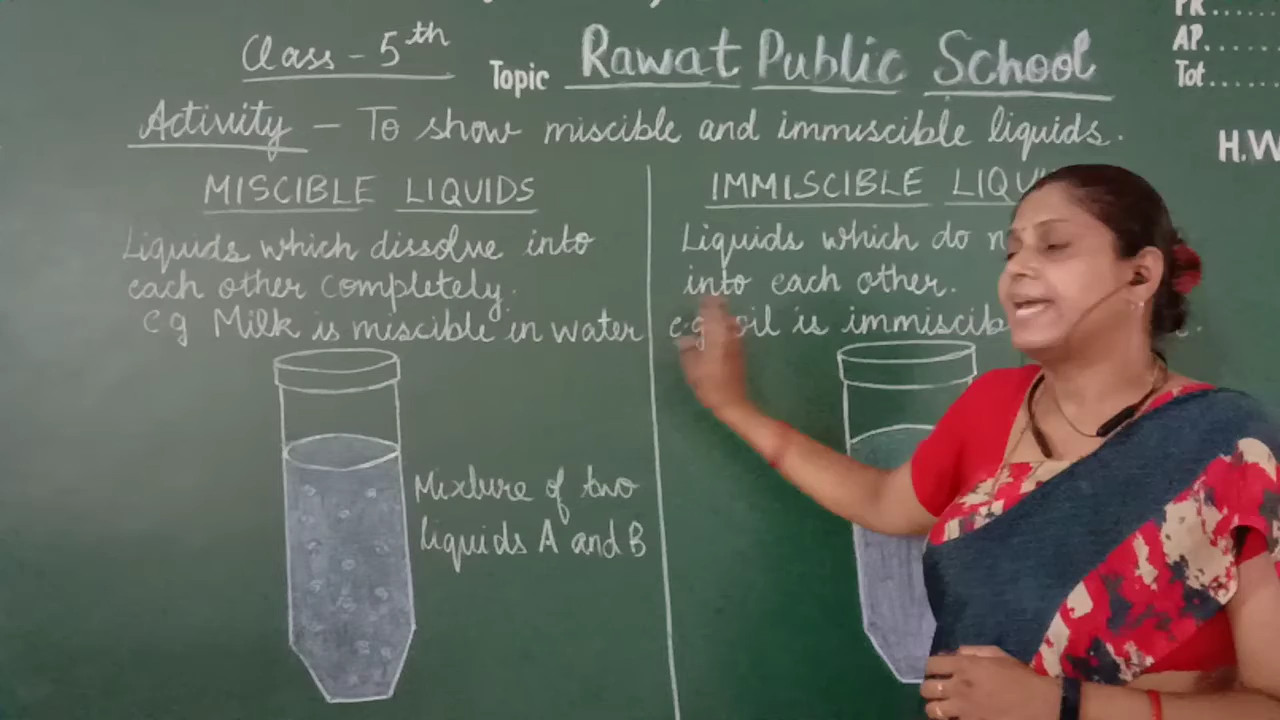 Class - 5th
Topic Rawat Public School
Activity - To show miscible and immiscible liquids.
MISCIBLE LIQUIDS
Liquids which dissolve into
each other completely.
eg Milk is miscible in water
Mixture of two
liquids A and B
IMMISCIBLE
Liquids which do
into each other.
e.g. oil is
PR......
AP......
Tot......
H.W